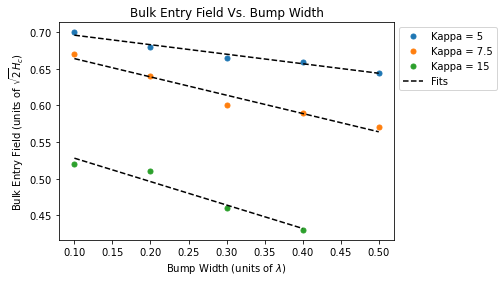 Bulk Entry Field Vs. Bump Width
Bulk Entry Field (units of √2H_c)
0.70
0.65
0.60
0.55
0.50
0.45
0.10
0.15
0.20
0.25
0.30
0.35
0.40
0.45
0.50
Bump Width (units of λ)
Kappa = 5
Kappa = 7.5
Kappa = 15
Fits